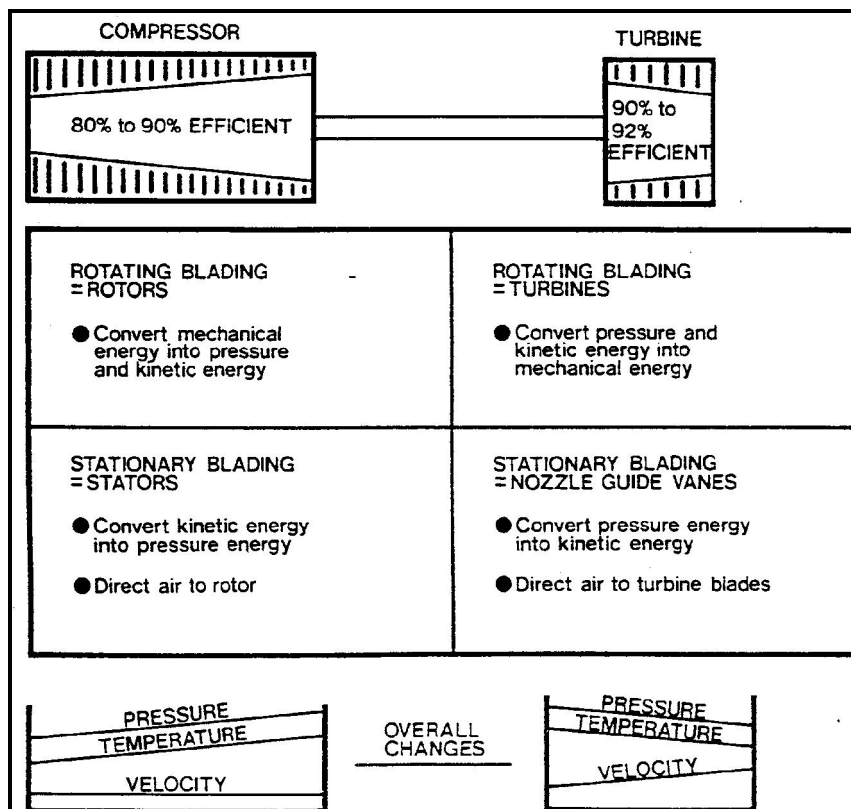 COMPRESSOR
TURBINE
80% to 90% EFFICIENT
90% to
92%
EFFICIENT
ROTATING BLADING
= ROTORS
● Convert mechanical
energy into pressure
and kinetic energy
ROTATING BLADING
= TURBINES
● Convert pressure and
kinetic energy into
mechanical energy
STATIONARY BLADING
= STATORS
● Convert kinetic energy
into pressure energy
● Direct air to rotor
STATIONARY BLADING
= NOZZLE GUIDE VANES
● Convert pressure energy
into kinetic energy
● Direct air to turbine blades
PRESSURE
TEMPERATURE
VELOCITY
OVERALL
CHANGES
PRESSURE
TEMPERATURE
VELOCITY